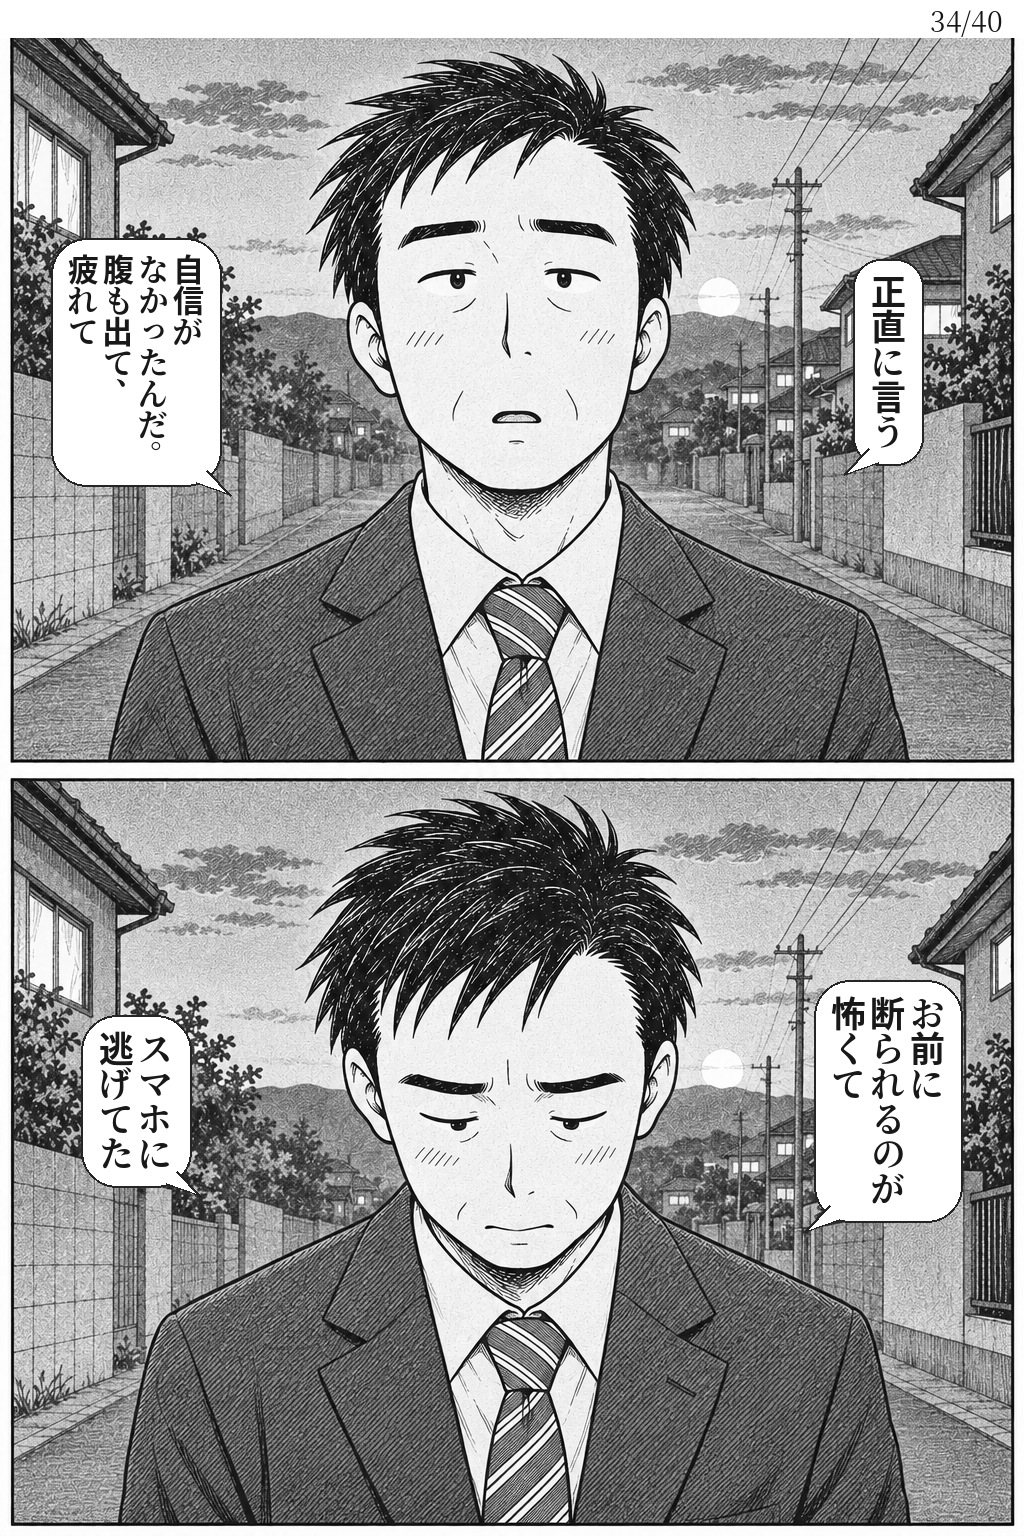 34/40
正直に言う
自信が
なかったんだ。
腹も出て、
疲れて
お前に
断られるのが
怖くて
スマホに
逃げてた